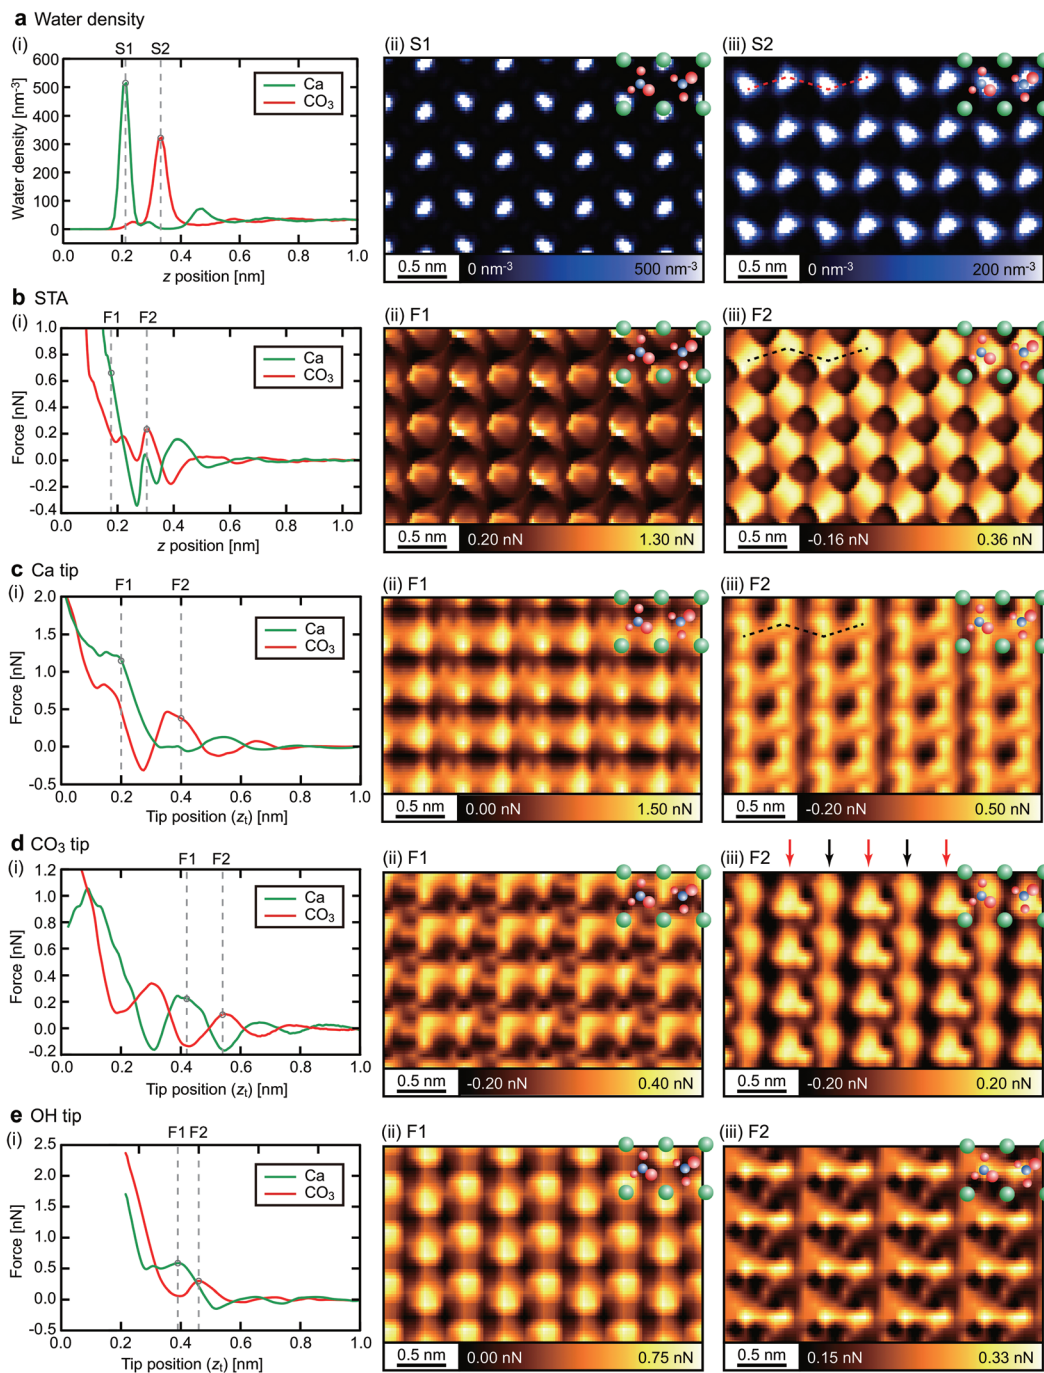 a Water density
(i)
S1 S2
600
500
400
300
200
100
0
Water density [nm⁻³]
Ca
CO₃
0.0 0.2 0.4 0.6 0.8 1.0
z position [nm]
(ii) S1
0.5 nm 0 nm⁻³ 500 nm⁻³
(iii) S2
0.5 nm 0 nm⁻³ 200 nm⁻³
b STA
(i)
F1 F2
1.0
0.8
0.6
0.4
0.2
0.0
-0.2
-0.4
Force [nN]
Ca
CO₃
0.0 0.2 0.4 0.6 0.8 1.0
z position [nm]
(ii) F1
0.5 nm 0.20 nN 1.30 nN
(iii) F2
0.5 nm -0.16 nN 0.36 nN
c Ca tip
(i)
F1 F2
2.0
1.5
1.0
0.5
0.0
-0.5
Force [nN]
Ca
CO₃
0.0 0.2 0.4 0.6 0.8 1.0
Tip position (zₜ) [nm]
(ii) F1
0.5 nm 0.00 nN 1.50 nN
(iii) F2
0.5 nm -0.20 nN 0.50 nN
d CO₃ tip
(i)
F1 F2
1.2
1.0
0.8
0.6
0.4
0.2
0.0
-0.2
Force [nN]
Ca
CO₃
0.0 0.2 0.4 0.6 0.8 1.0
Tip position (zₜ) [nm]
(ii) F1
0.5 nm -0.20 nN 0.40 nN
(iii) F2
0.5 nm -0.20 nN 0.20 nN
e OH tip
(i)
F1 F2
2.5
2.0
1.5
1.0
0.5
0.0
-0.5
Force [nN]
Ca
CO₃
0.0 0.2 0.4 0.6 0.8 1.0
Tip position (zₜ) [nm]
(ii) F1
0.5 nm 0.00 nN 0.75 nN
(iii) F2
0.5 nm 0.15 nN 0.33 nN